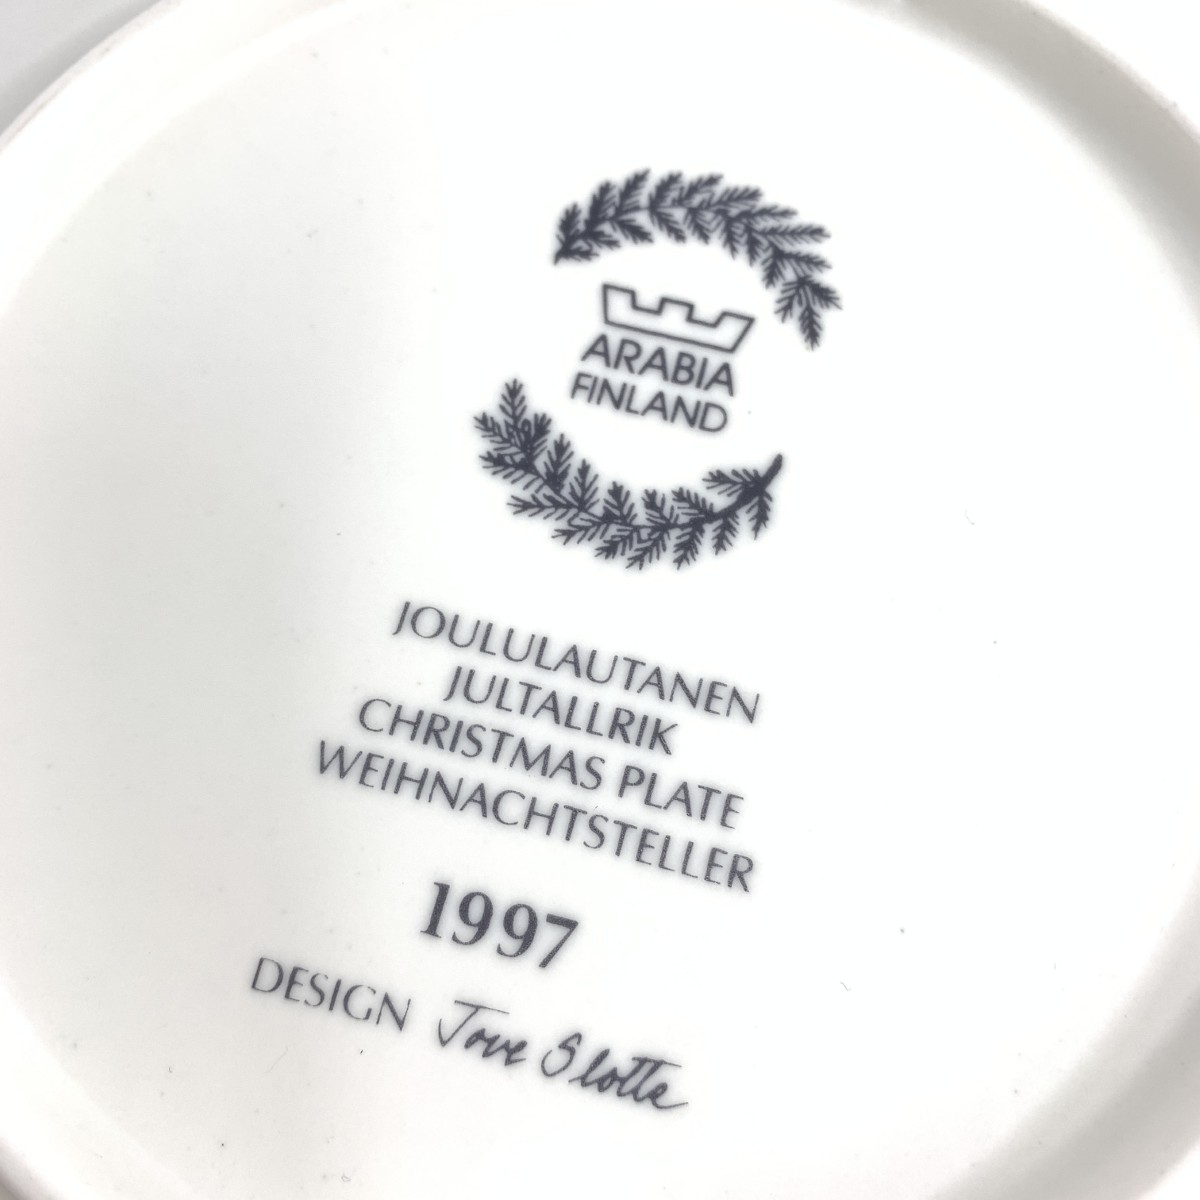 ARABIA
FINLAND
JOULULAUTANEN
JULTALLRIK
CHRISTMAS PLATE
WEIHNACHTSTELLER
1997
DESIGN Tove Slotte